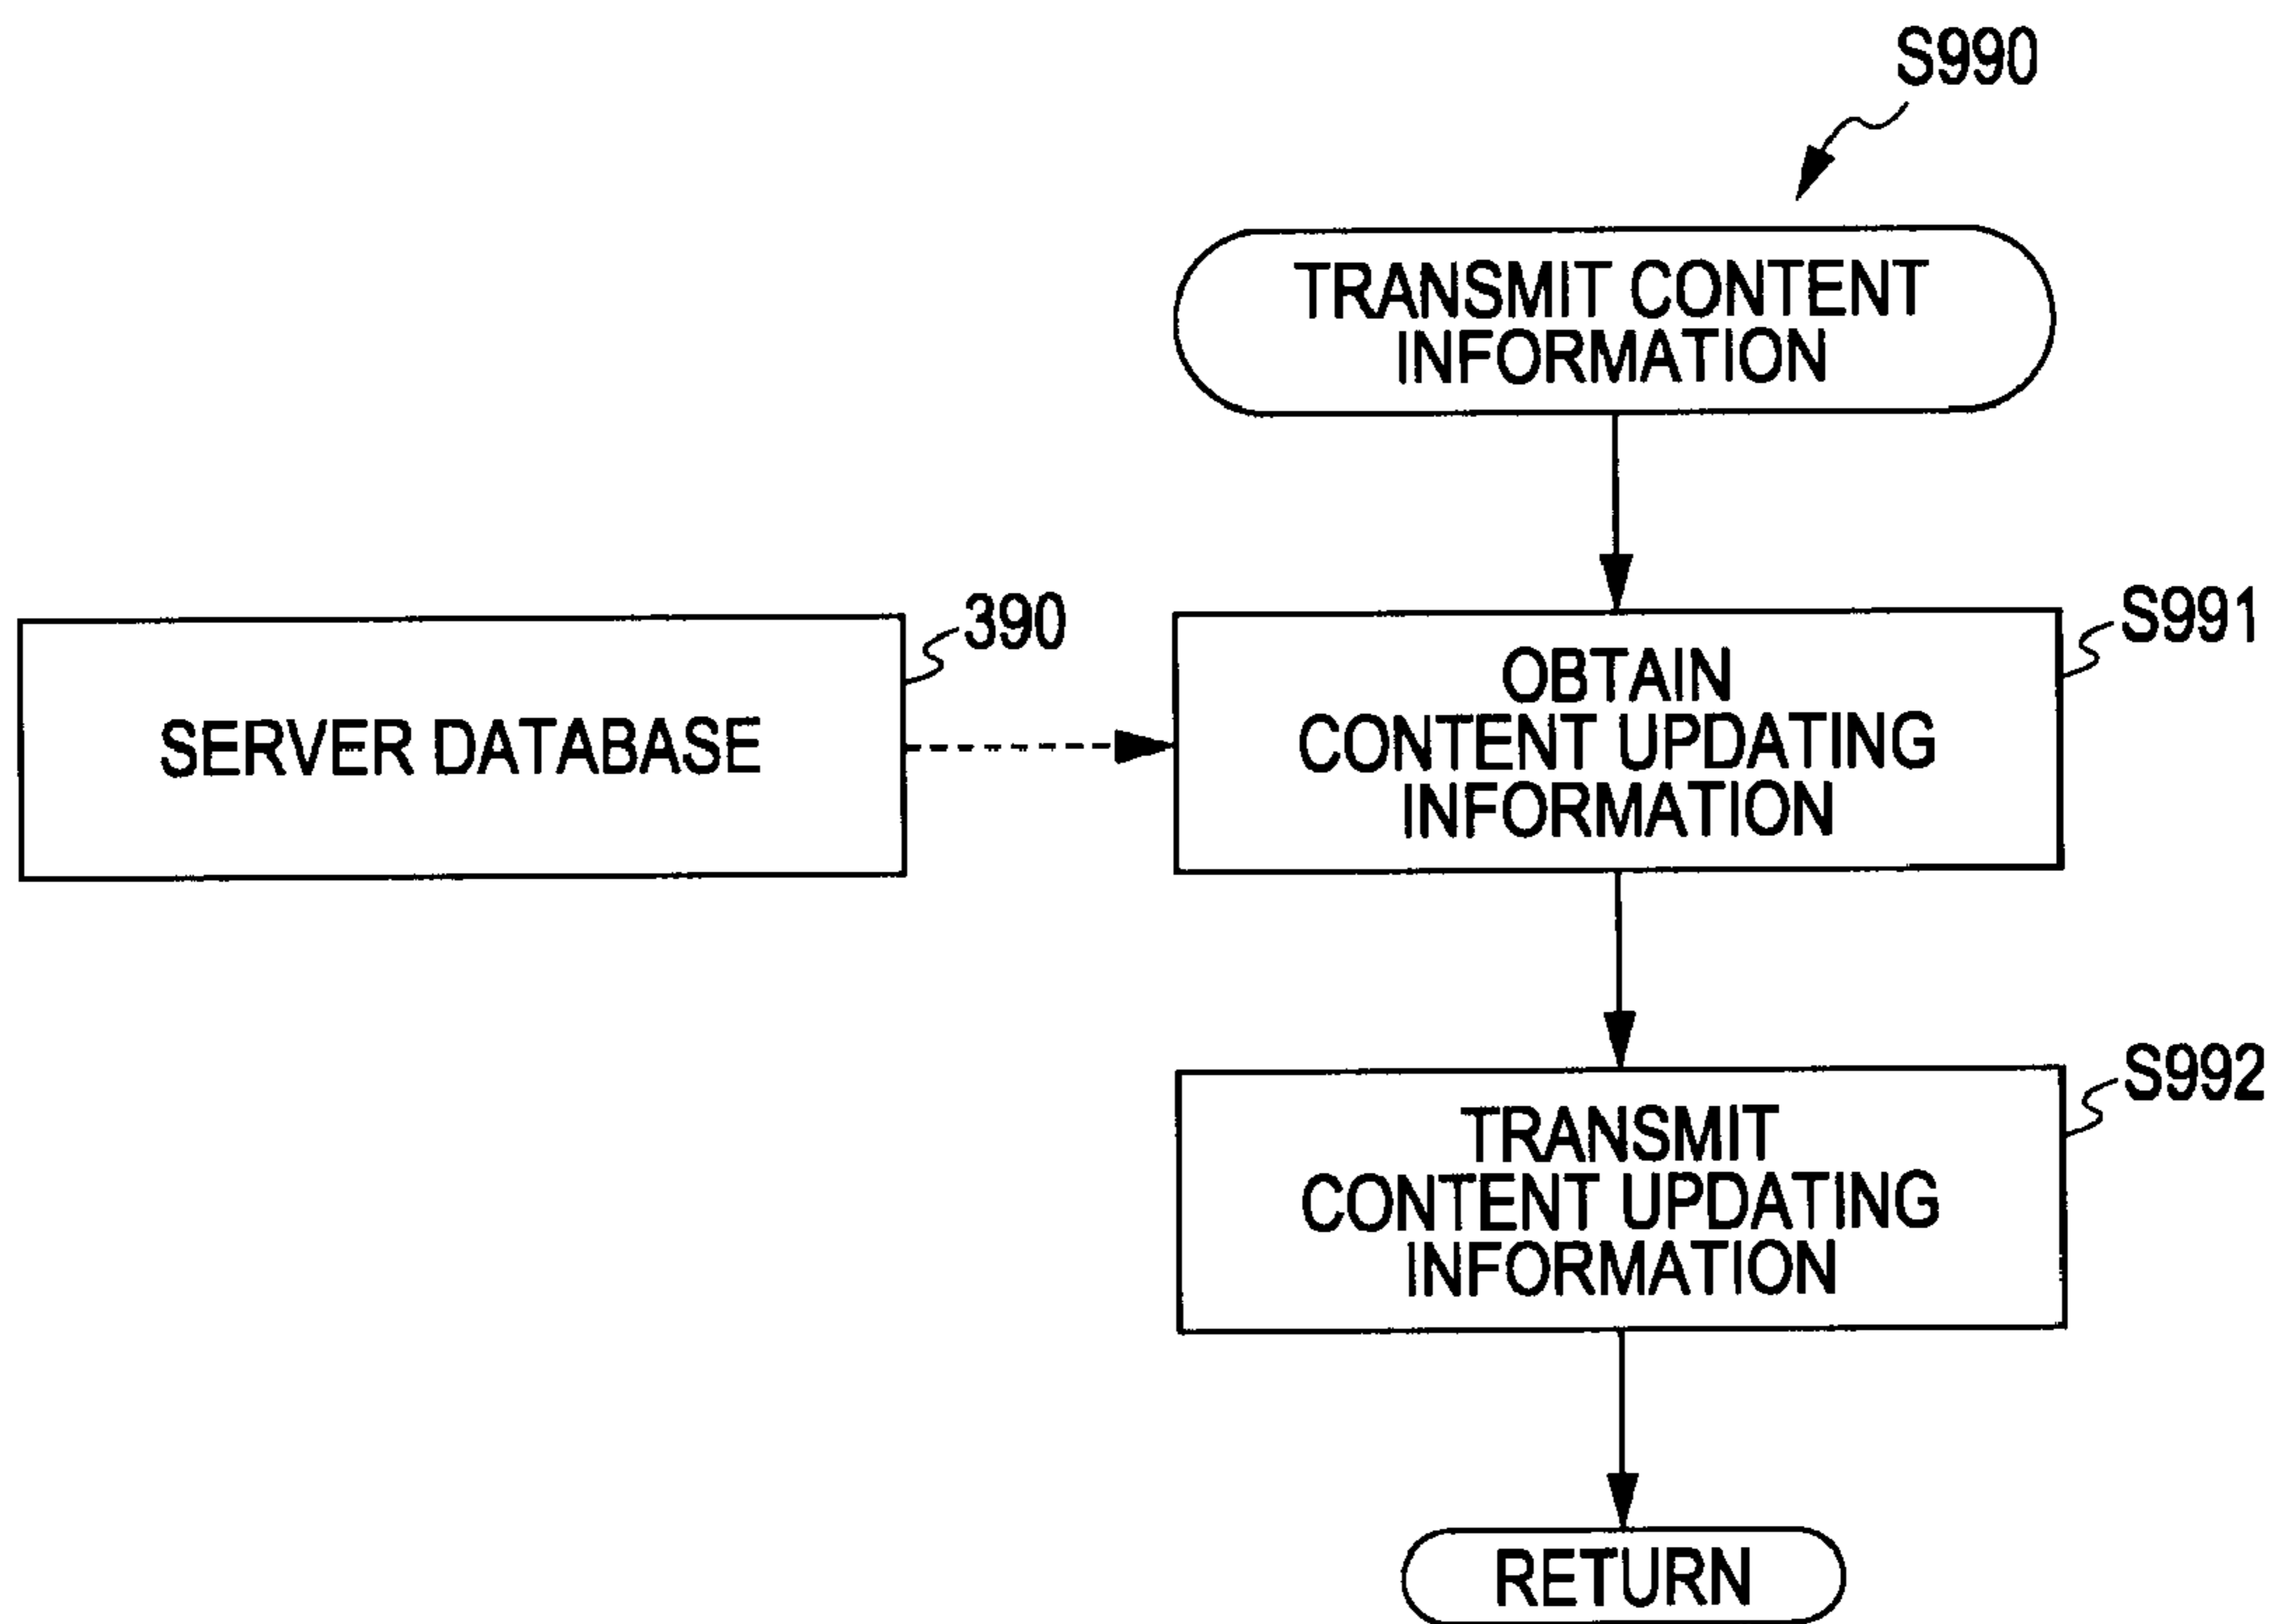 S990
TRANSMIT CONTENT
INFORMATION
390
SERVER DATABASE
S991
OBTAIN
CONTENT UPDATING
INFORMATION
S992
TRANSMIT
CONTENT UPDATING
INFORMATION
RETURN